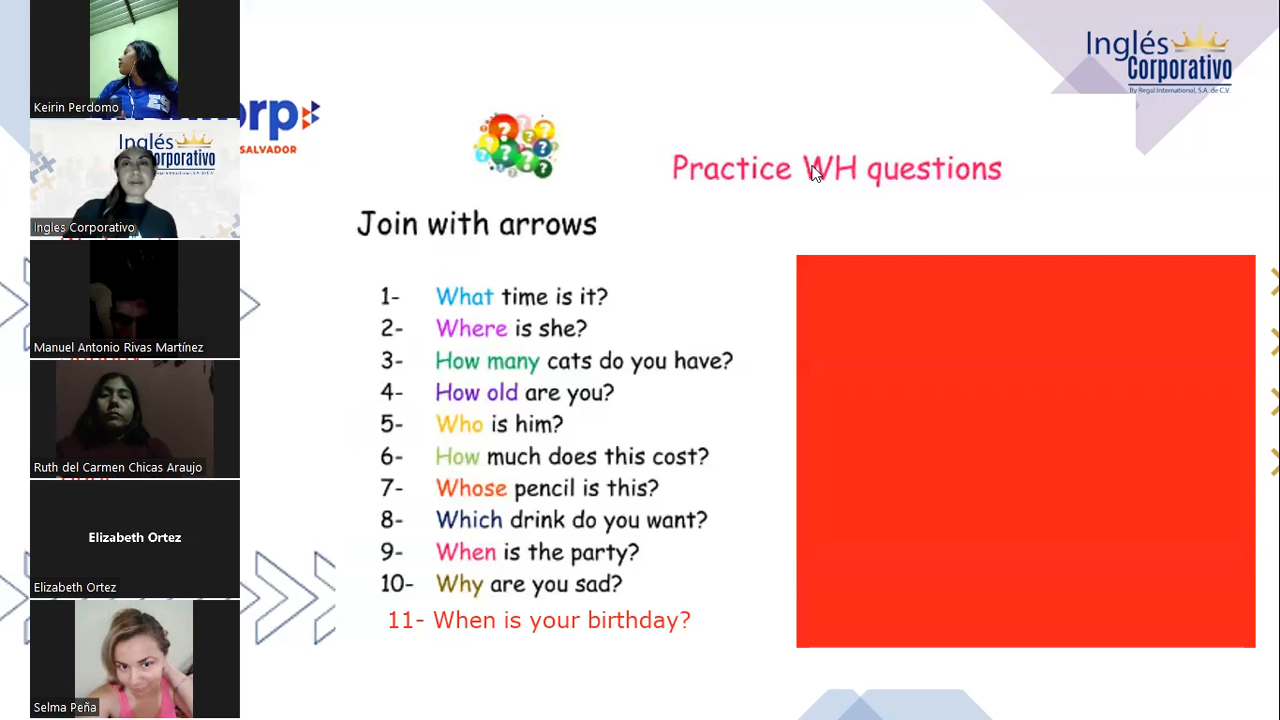 Keirin Perdomo
Inglés
Corporativo
Ingles Corporativo
Manuel Antonio Rivas Martínez
Ruth del Carmen Chicas Araujo
Elizabeth Ortez
Elizabeth Ortez
Selma Peña
SALVADOR
Inglés
Corporativo
By Regal International, S.A. de C.V.
Practice WH questions
Join with arrows
1- What time is it?
2- Where is she?
3- How many cats do you have?
4- How old are you?
5- Who is him?
6- How much does this cost?
7- Whose pencil is this?
8- Which drink do you want?
9- When is the party?
10- Why are you sad?
11- When is your birthday?